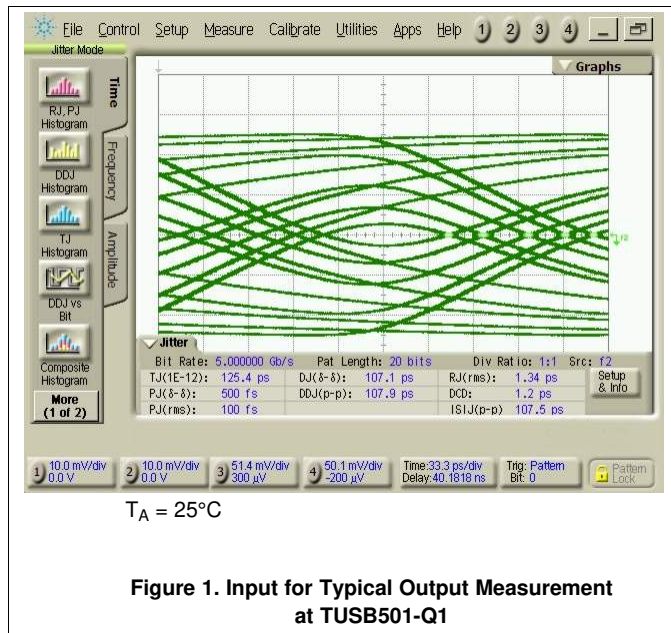 File Control Setup Measure Calibrate Utilities Apps Help 1 2 3 4
Jitter Mode
Graphs
Time
Frequency
Amplitude
RJ, PJ
Histogram
DDJ
Histogram
TJ
Histogram
DDJ vs
Bit
Composite
Histogram
More
(1 of 2)
f2
Jitter
Bit Rate: 5.000000 Gb/s Pat Length: 20 bits Div Ratio: 1:1 Src: f2
TJ(1E-12): 125.4 ps DJ(δ-δ): 107.1 ps RJ(rms): 1.34 ps
PJ(δ-δ): 500 fs DDJ(p-p): 107.9 ps DCD: 1.2 ps
PJ(rms): 100 fs ISIJ(p-p) 107.5 ps
Setup
& Info
1 10.0 mV/div
0.0 V
2 10.0 mV/div
0.0 V
3 51.4 mV/div
300 µV
4 50.1 mV/div
-200 µV
Time:33.3 ps/div
Delay:40.1818 ns
Trig: Pattern
Bit: 0
Pattern
Lock
TA = 25°C
Figure 1. Input for Typical Output Measurement
at TUSB501-Q1